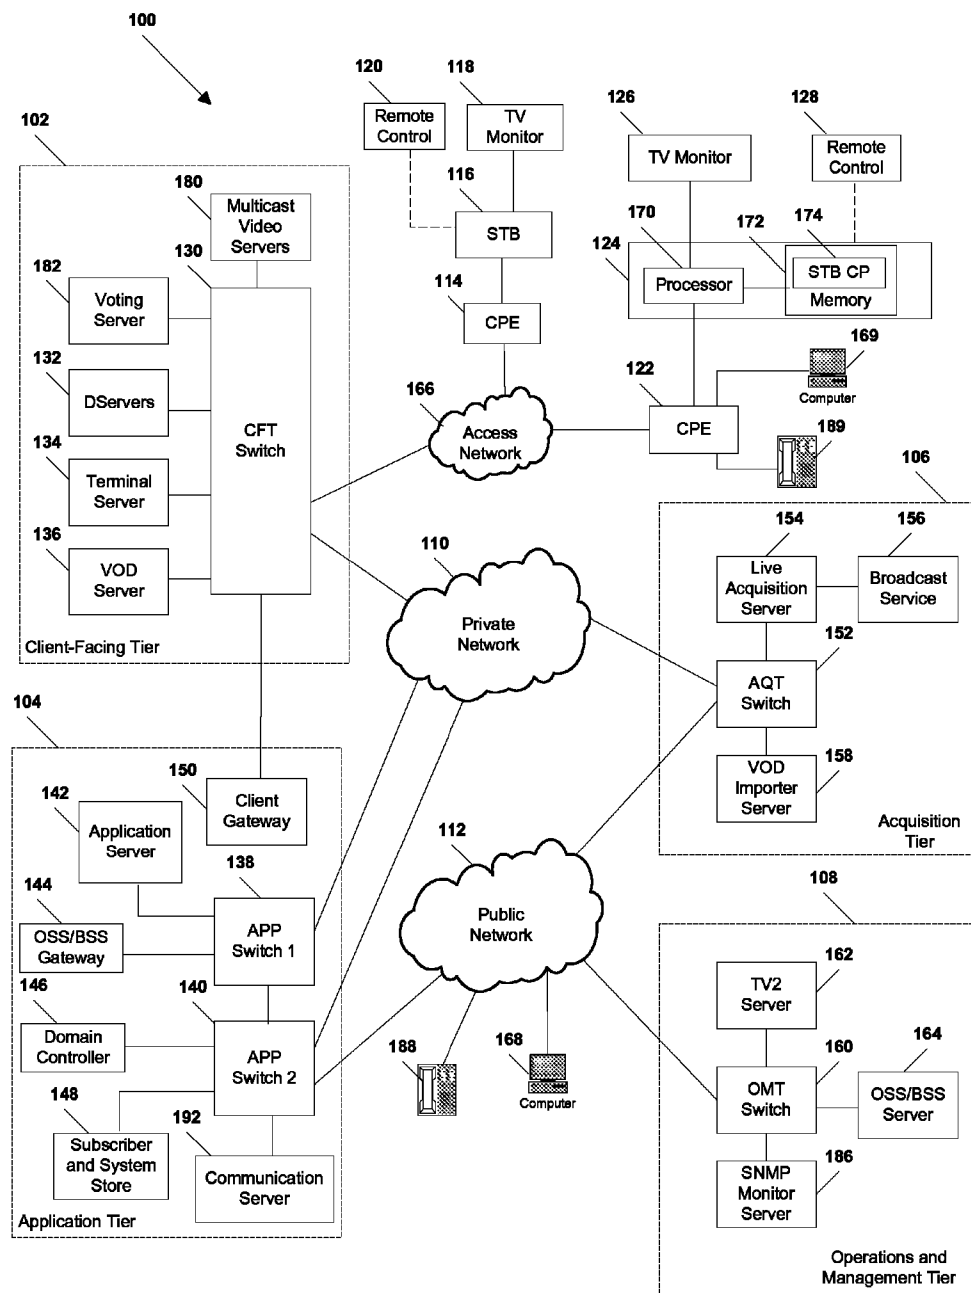 100
120
118
126
128
102
Remote
Control
TV
Monitor
TV Monitor
Remote
Control
180
Multicast
Video
Servers
116
STB
170
172
174
124
Processor
STB CP
Memory
182
130
Voting
Server
114
CPE
169
Computer
132
DServers
CFT
Switch
166
Access
Network
122
CPE
189
134
Terminal
Server
106
136
VOD
Server
110
Private
Network
154
156
Live
Acquisition
Server
Broadcast
Service
Client-Facing Tier
152
AQT
Switch
104
150
Client
Gateway
158
VOD
Importer
Server
142
Application
Server
Acquisition
Tier
138
112
Public
Network
144
OSS/BSS
Gateway
APP
Switch 1
108
146
140
162
TV2
Server
Domain
Controller
APP
Switch 2
188
168
Computer
160
164
OMT
Switch
OSS/BSS
Server
148
192
Subscriber
and System
Store
Communication
Server
186
SNMP
Monitor
Server
Application Tier
Operations and
Management Tier